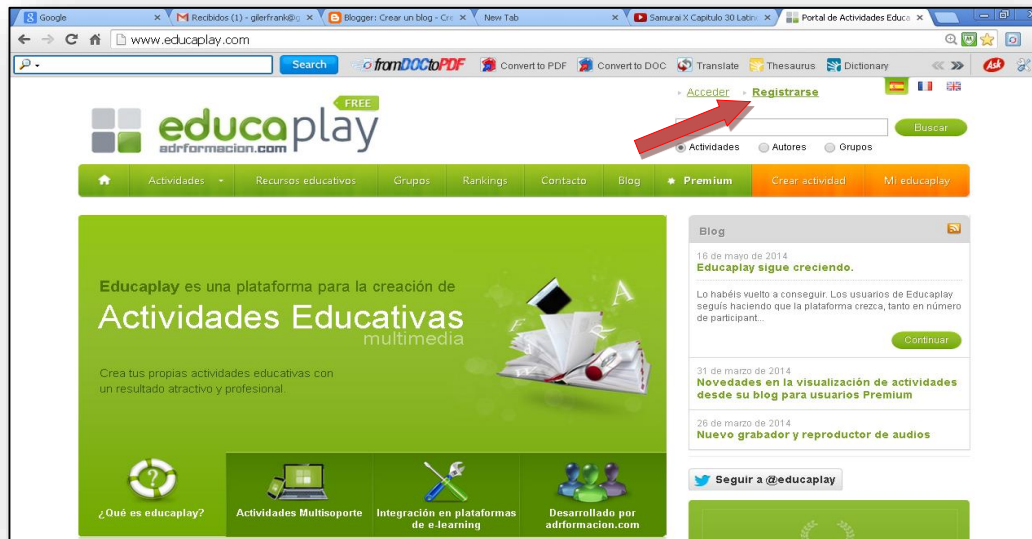 Google
Recibidos (1) - gilerfrank@g
Blogger: Crear un blog - Cre
New Tab
Samurai X Capitulo 30 Latin
Portal de Actividades Educa
www.educaplay.com
Search
fromDOCtoPDF
Convert to PDF
Convert to DOC
Translate
Thesaurus
Dictionary
Ask
Acceder
Registrarse
FREE
educaplay
adrformacion.com
Buscar
Actividades
Autores
Grupos
Actividades
Recursos educativos
Grupos
Rankings
Contacto
Blog
Premium
Crear actividad
Mi educaplay
Educaplay es una plataforma para la creación de
Actividades Educativas
multimedia
Crea tus propias actividades educativas con
un resultado atractivo y profesional.
¿Qué es educaplay?
Actividades Multisoporte
Integración en plataformas
de e-learning
Desarrollado por
adrformacion.com
Blog
16 de mayo de 2014
Educaplay sigue creciendo.
Lo habéis vuelto a conseguir. Los usuarios de Educaplay
seguís haciendo que la plataforma crezca, tanto en número
de participant...
Continuar
31 de marzo de 2014
Novedades en la visualización de actividades
desde su blog para usuarios Premium
26 de marzo de 2014
Nuevo grabador y reproductor de audios
Seguir a @educaplay